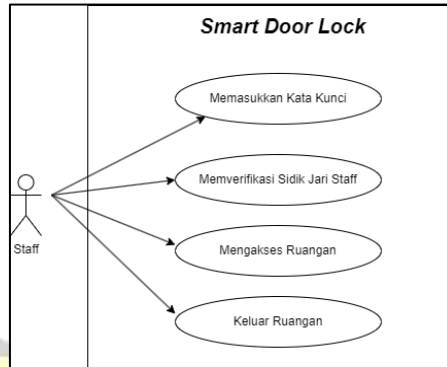 Smart Door Lock
Memasukkan Kata Kunci
Memverifikasi Sidik Jari Staff
Staff
Mengakses Ruangan
Keluar Ruangan